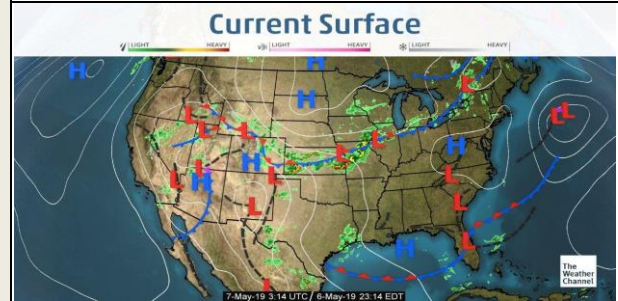 Current Surface
LIGHT HEAVY LIGHT HEAVY LIGHT HEAVY
H H
H
L L
L L L
L L
L H H
L L H L
L L
L
H L
L
The
Weather
Channel
7-May-19 3:14 UTC / 6-May-19 23:14 EDT